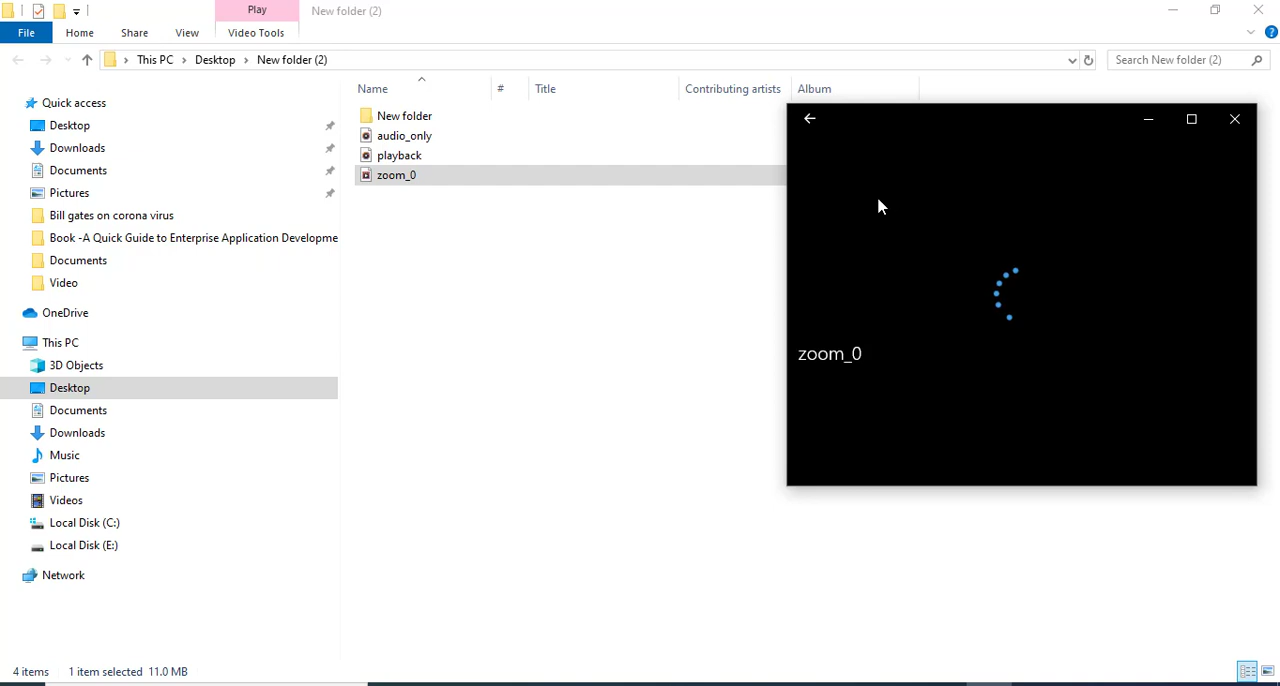 Play
New folder (2)
File
Home
Share
View
Video Tools
?
This PC
Desktop
New folder (2)
Search New folder (2)
Name
#
Title
Contributing artists
Album
Quick access
Desktop
Downloads
Documents
Pictures
Bill gates on corona virus
Book -A Quick Guide to Enterprise Application Developme
Documents
Video
OneDrive
This PC
3D Objects
Desktop
Documents
Downloads
Music
Pictures
Videos
Local Disk (C:)
Local Disk (E:)
Network
New folder
audio_only
playback
zoom_0
zoom_0
4 items
1 item selected 11.0 MB